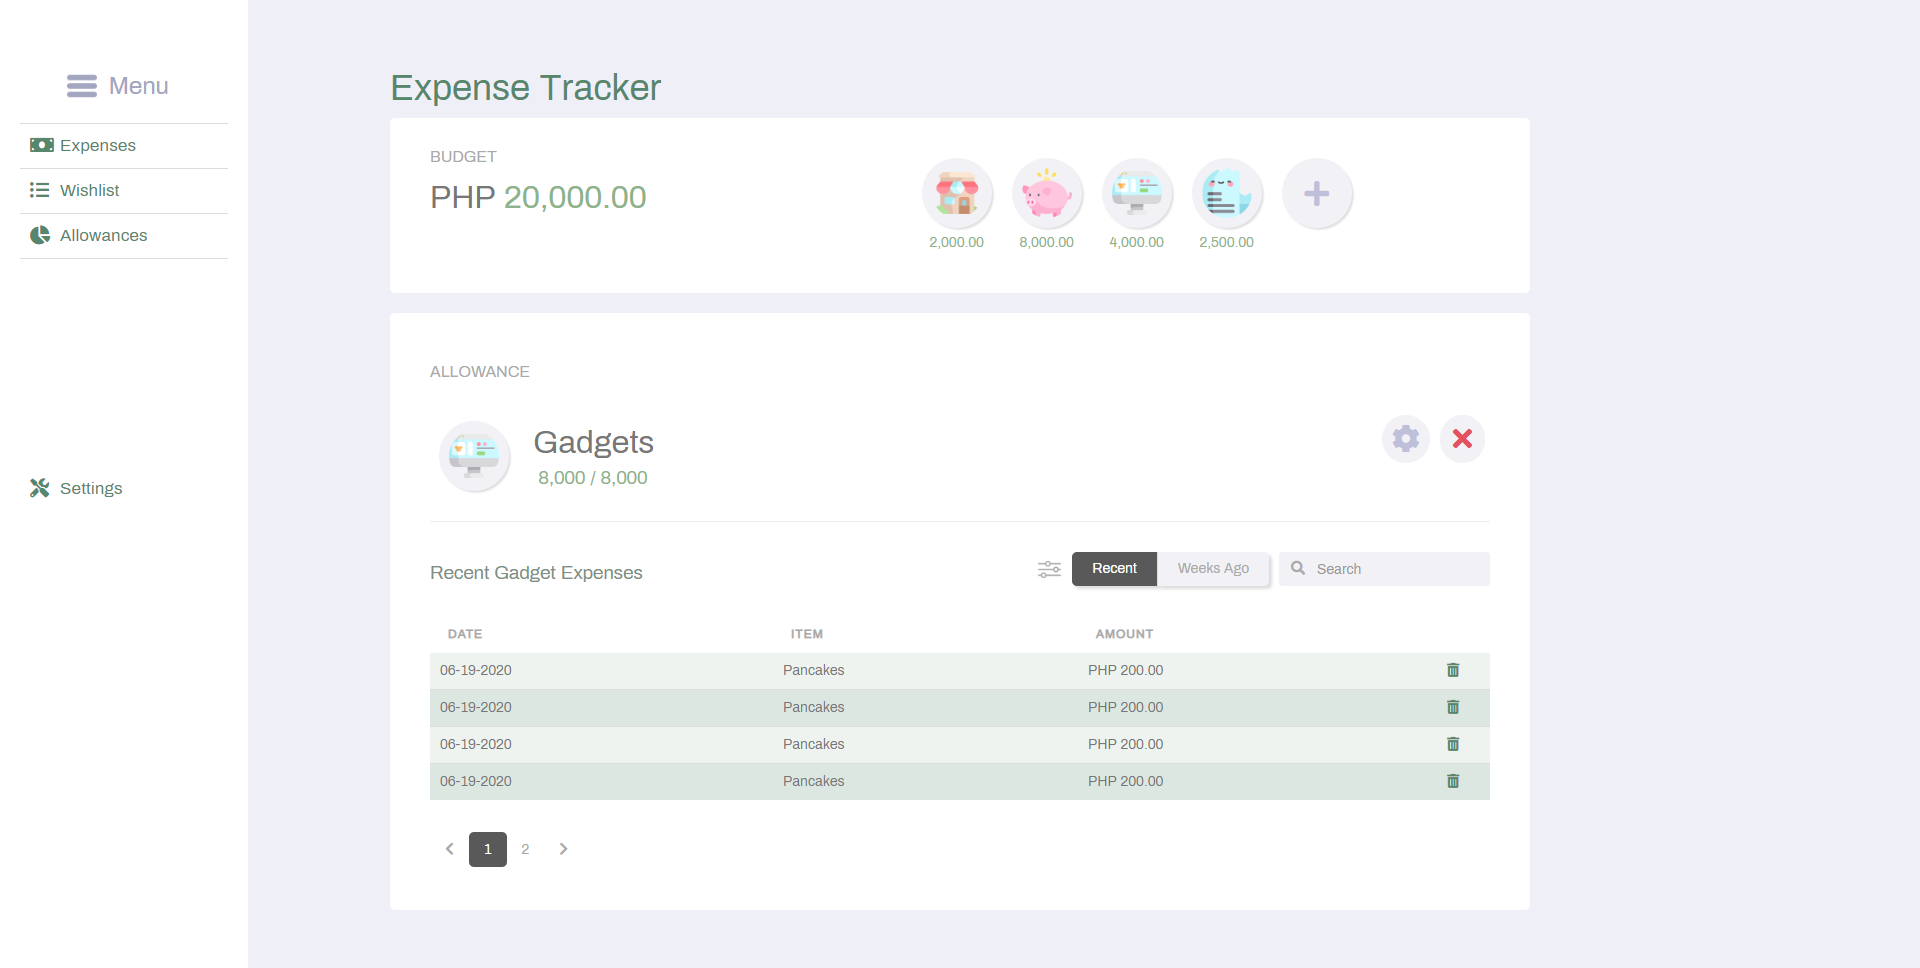 Menu
Expenses
Wishlist
Allowances
Settings
Expense Tracker
BUDGET
PHP 20,000.00
2,000.00 8,000.00 4,000.00 2,500.00
ALLOWANCE
Gadgets
8,000 / 8,000
Recent Gadget Expenses
Recent Weeks Ago Search
DATE ITEM AMOUNT
06-19-2020 Pancakes PHP 200.00
06-19-2020 Pancakes PHP 200.00
06-19-2020 Pancakes PHP 200.00
06-19-2020 Pancakes PHP 200.00
1 2